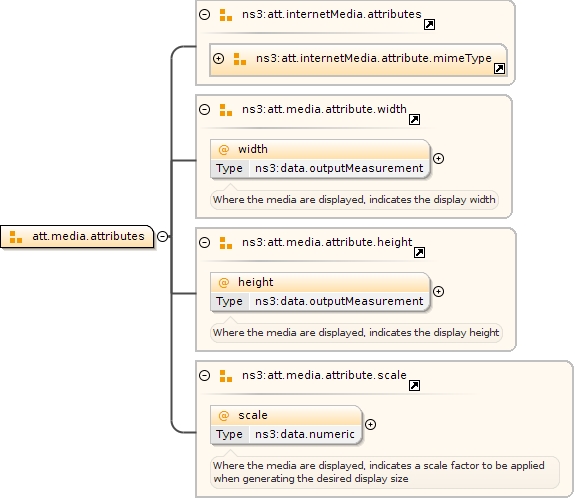 ns3:att.internetMedia.attributes
ns3:att.internetMedia.attribute.mimeType
ns3:att.media.attribute.width
@ width
Type ns3:data.outputMeasurement
Where the media are displayed, indicates the display width
att.media.attributes
ns3:att.media.attribute.height
@ height
Type ns3:data.outputMeasurement
Where the media are displayed, indicates the display height
ns3:att.media.attribute.scale
@ scale
Type ns3:data.numeric
Where the media are displayed, indicates a scale factor to be applied
when generating the desired display size